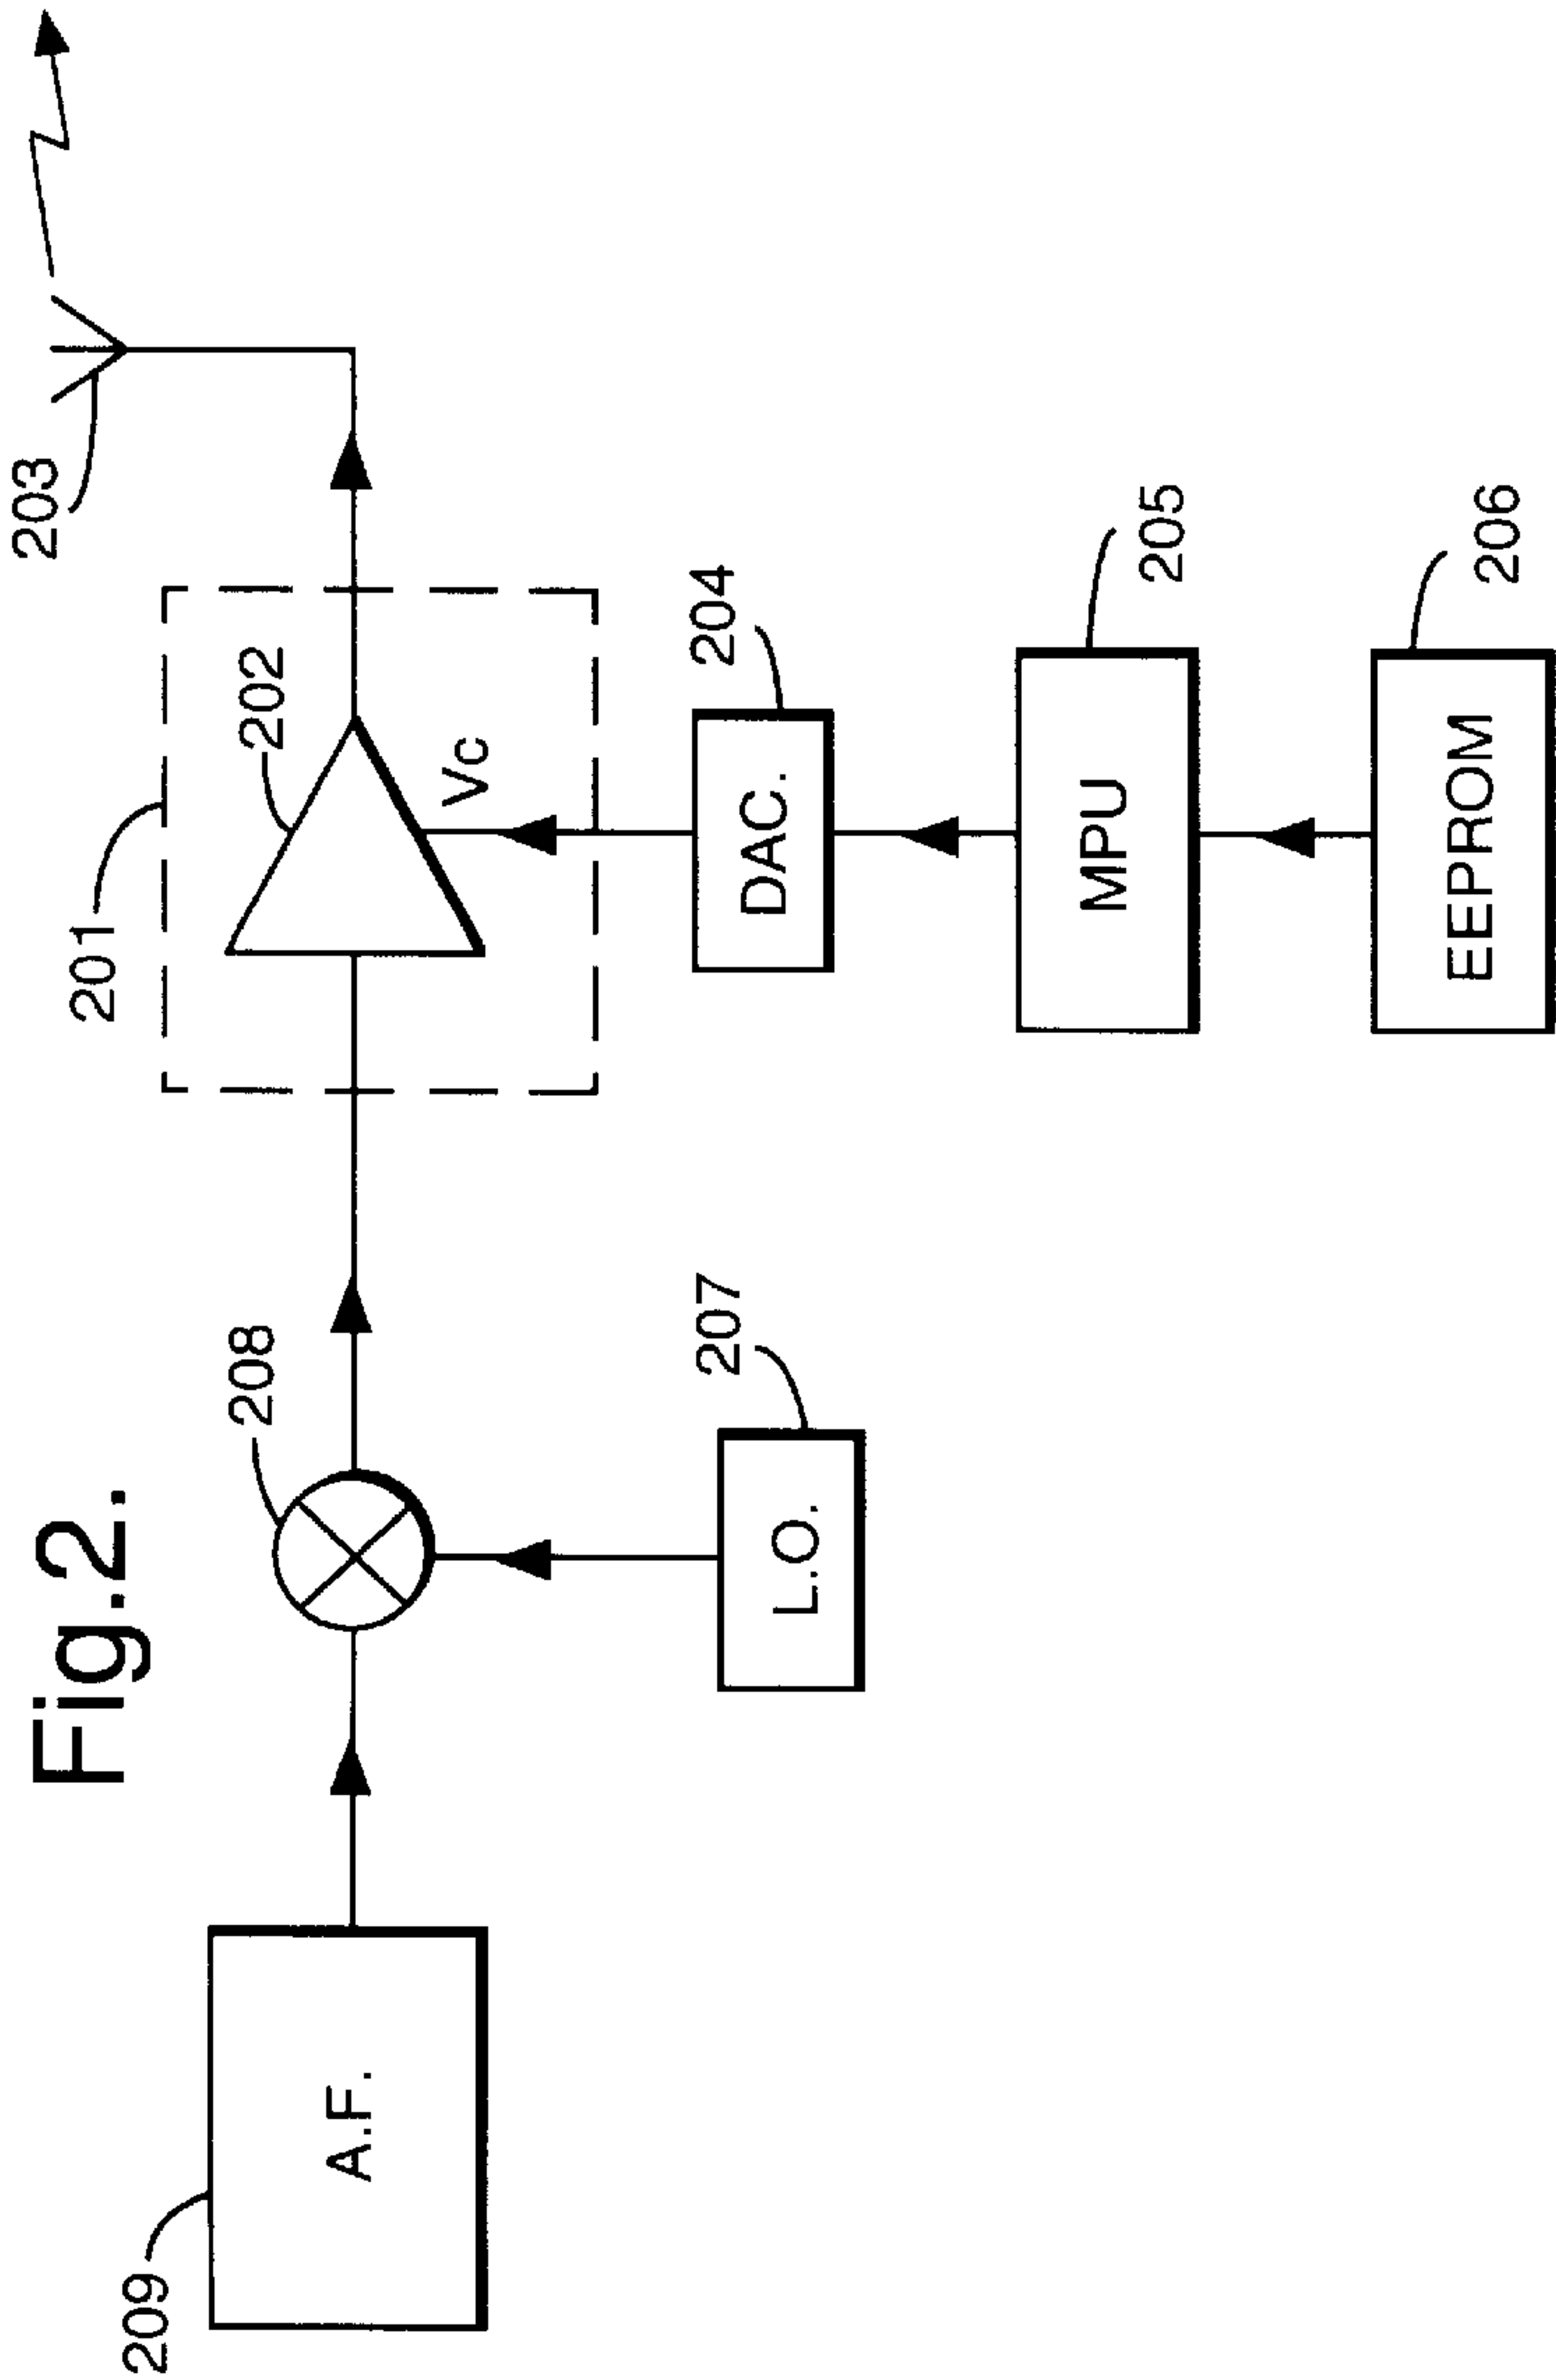 Fig.2.
203
201
202
208
209
A.F.
Vc
204
207
DAC.
L.O.
205
MPU
206
EEPROM